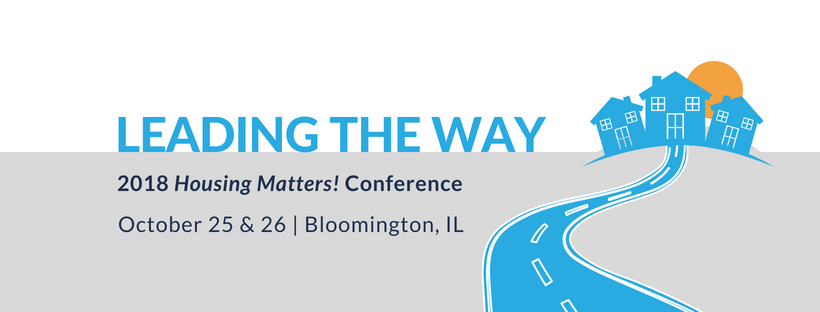 LEADING THE WAY
2018 Housing Matters! Conference
October 25 & 26 | Bloomington, IL